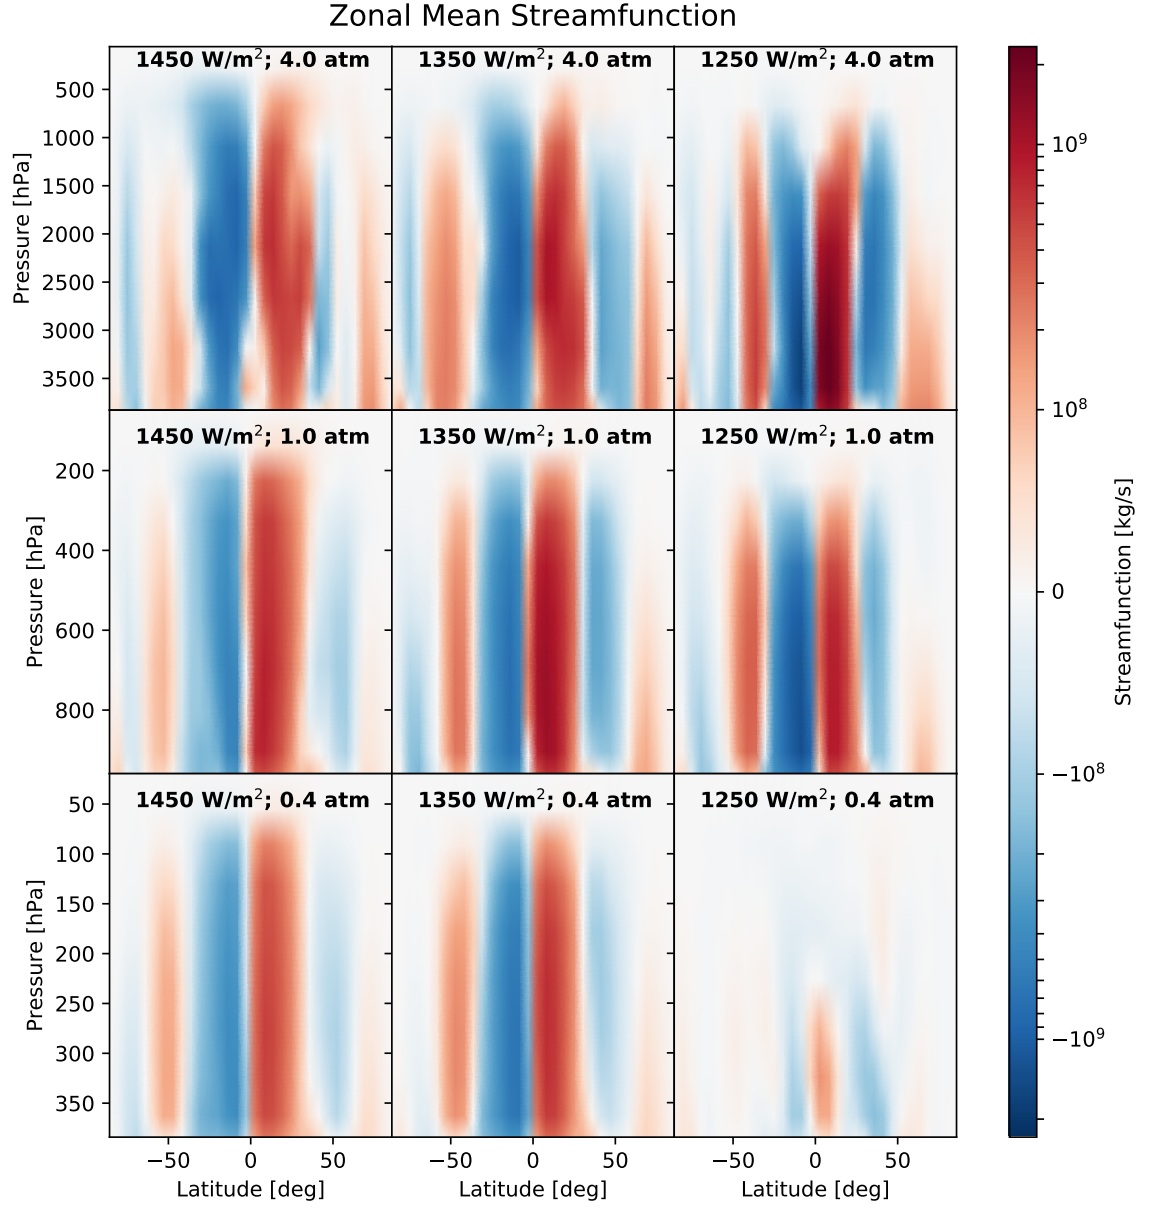 Zonal Mean Streamfunction
1450 W/m²; 4.0 atm
1350 W/m²; 4.0 atm
1250 W/m²; 4.0 atm
500
1000
1500
2000
2500
3000
3500
Pressure [hPa]
1450 W/m²; 1.0 atm
1350 W/m²; 1.0 atm
1250 W/m²; 1.0 atm
200
400
600
800
Pressure [hPa]
1450 W/m²; 0.4 atm
1350 W/m²; 0.4 atm
1250 W/m²; 0.4 atm
50
100
150
200
250
300
350
Pressure [hPa]
−50 0 50
−50 0 50
−50 0 50
Latitude [deg]
Latitude [deg]
Latitude [deg]
10⁹
10⁸
0
−10⁸
−10⁹
Streamfunction [kg/s]